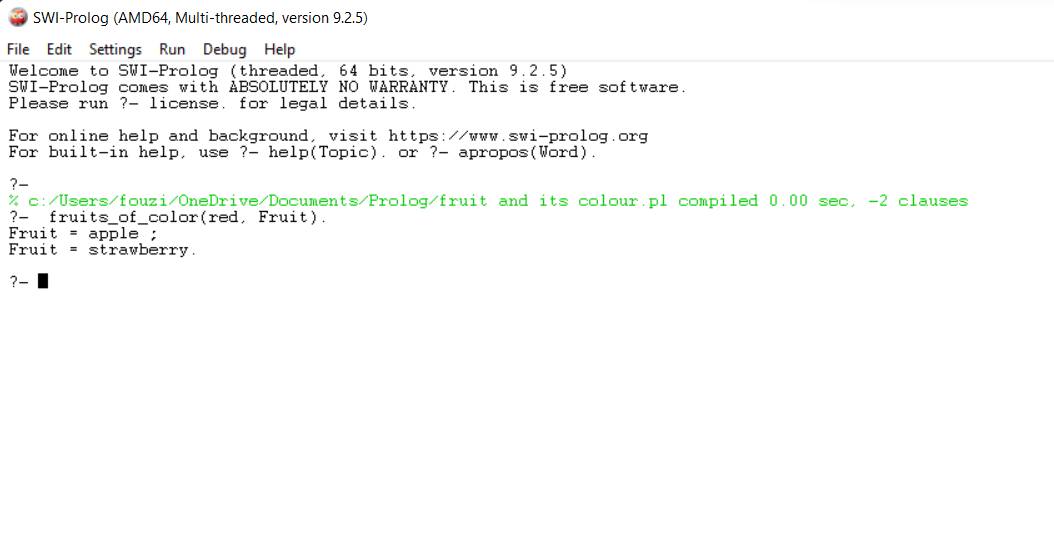 SWI-Prolog (AMD64, Multi-threaded, version 9.2.5)
File Edit Settings Run Debug Help
Welcome to SWI-Prolog (threaded, 64 bits, version 9.2.5)
SWI-Prolog comes with ABSOLUTELY NO WARRANTY. This is free software.
Please run ?- license. for legal details.
For online help and background, visit https://www.swi-prolog.org
For built-in help, use ?- help(Topic). or ?- apropos(Word).
?-
% c:/Users/fouzi/OneDrive/Documents/Prolog/fruit and its colour.pl compiled 0.00 sec, -2 clauses
?-  fruits_of_color(red, Fruit).
Fruit = apple ;
Fruit = strawberry.
?-